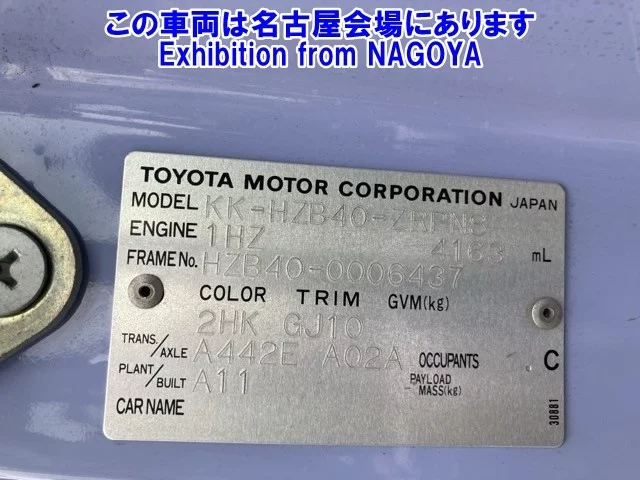 この車両は名古屋会場にあります
Exhibition from NAGOYA
TOYOTA MOTOR CORPORATION JAPAN
MODEL KK-HZB40-ZRPNS
ENGINE 1HZ 4163 mL
FRAME No. HZB40-0006437
COLOR TRIM GVM(kg)
2HK GJ10
TRANS./AXLE A442E A02A OCCUPANTS C
PLANT/BUILT A11 PAYLOAD MASS(kg)
CAR NAME
30881